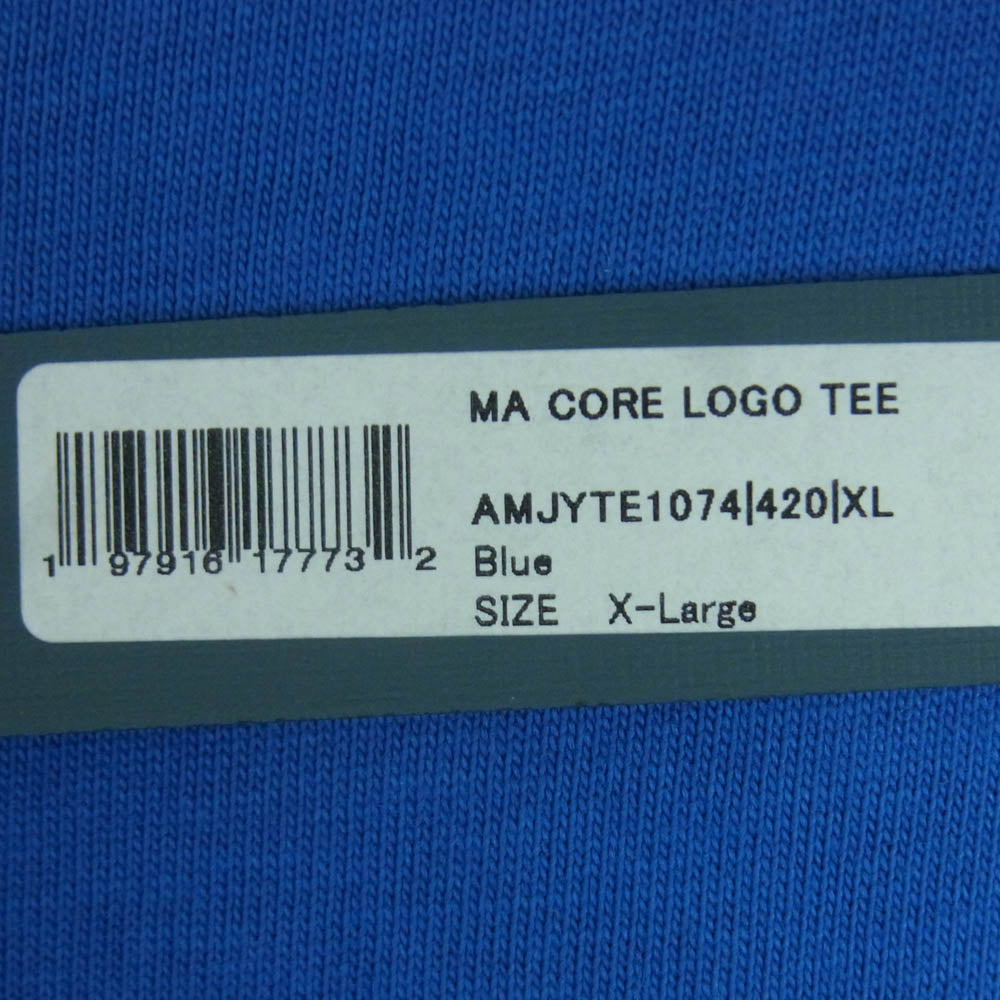 MA CORE LOGO TEE
AMJYTE1074|420|XL
Blue
SIZE X-Large
1 97916 17773 2